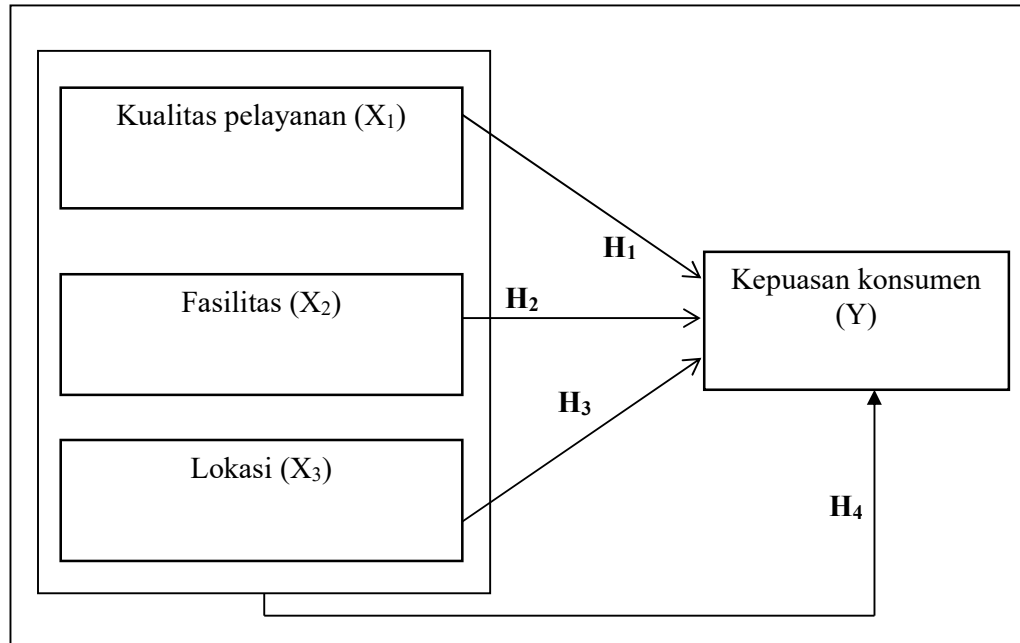 Kualitas pelayanan (X₁)
H₁
Fasilitas (X₂)
H₂
Kepuasan konsumen
(Y)
H₃
Lokasi (X₃)
H₄